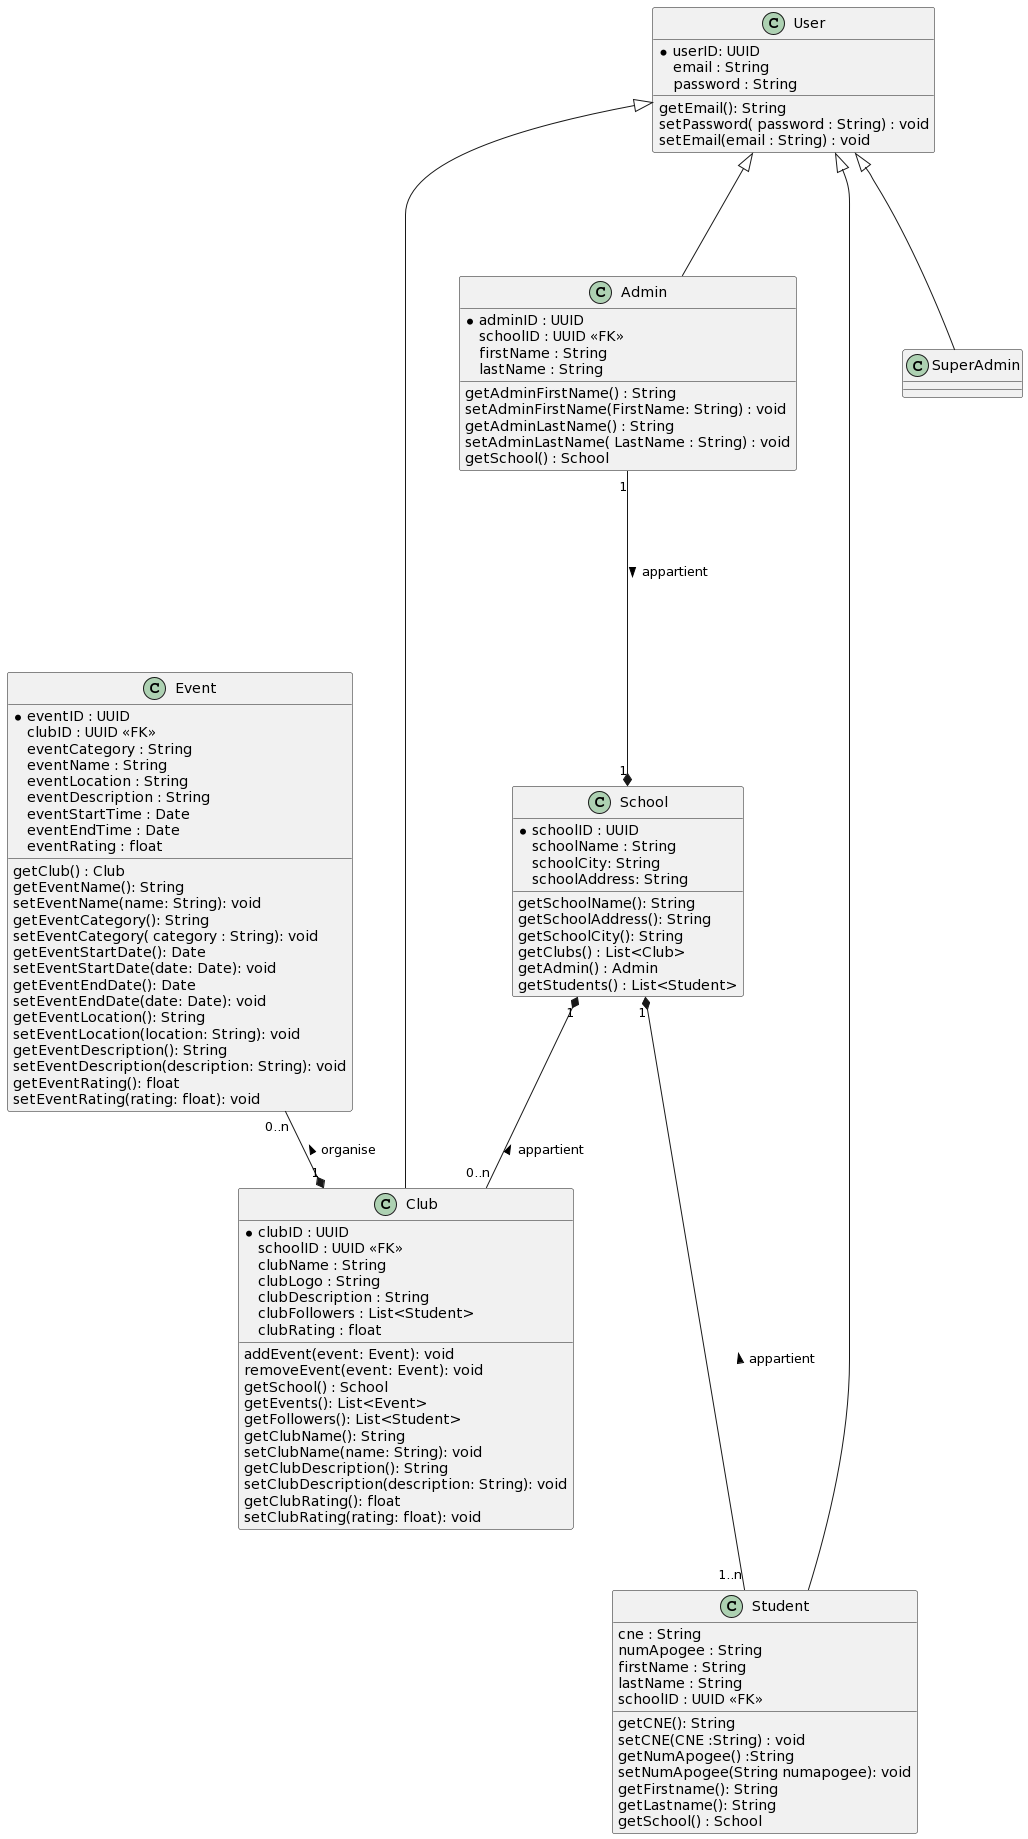 C User
userID: UUID
email : String
password : String
getEmail(): String
setPassword( password : String) : void
setEmail(email : String) : void
C Admin
adminID : UUID
schoolID : UUID «FK»
firstName : String
lastName : String
getAdminFirstName() : String
setAdminFirstName(FirstName: String) : void
getAdminLastName() : String
setAdminLastName( LastName : String) : void
getSchool() : School
C SuperAdmin
1
appartient
1
C Event
eventID : UUID
clubID : UUID «FK»
eventCategory : String
eventName : String
eventLocation : String
eventDescription : String
eventStartTime : Date
eventEndTime : Date
eventRating : float
getClub() : Club
getEventName(): String
setEventName(name: String): void
getEventCategory(): String
setEventCategory( category : String): void
getEventStartDate(): Date
setEventStartDate(date: Date): void
getEventEndDate(): Date
setEventEndDate(date: Date): void
getEventLocation(): String
setEventLocation(location: String): void
getEventDescription(): String
setEventDescription(description: String): void
getEventRating(): float
setEventRating(rating: float): void
C School
schoolID : UUID
schoolName : String
schoolCity: String
schoolAddress: String
getSchoolName(): String
getSchoolAddress(): String
getSchoolCity(): String
getClubs() : List<Club>
getAdmin() : Admin
getStudents() : List<Student>
1
1
0..n
organise
appartient
1
0..n
C Club
clubID : UUID
schoolID : UUID «FK»
clubName : String
clubLogo : String
clubDescription : String
clubFollowers : List<Student>
clubRating : float
addEvent(event: Event): void
removeEvent(event: Event): void
getSchool() : School
getEvents(): List<Event>
getFollowers(): List<Student>
getClubName(): String
setClubName(name: String): void
getClubDescription(): String
setClubDescription(description: String): void
getClubRating(): float
setClubRating(rating: float): void
appartient
1..n
C Student
cne : String
numApogee : String
firstName : String
lastName : String
schoolID : UUID «FK»
getCNE(): String
setCNE(CNE :String) : void
getNumApogee() :String
setNumApogee(String numapogee): void
getFirstname(): String
getLastname(): String
getSchool() : School